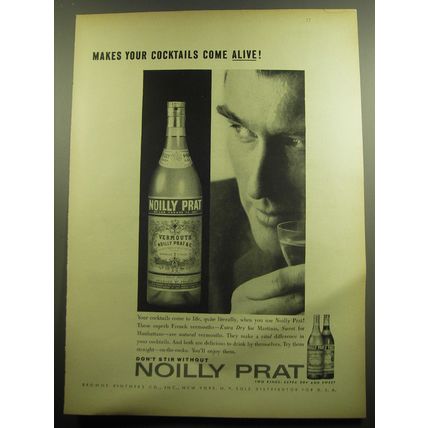 MAKES YOUR COCKTAILS COME ALIVE!
NOILLY PRAT
VERMOUTH
NOILLY PRAT & C
Your cocktails come to life, quite literally, when you use Noilly Prat!
These superb French vermouths—Extra Dry for Martinis, Sweet for
Manhattans—are natural vermouths. They make a vital difference in
your cocktails. And both are delicious to drink by themselves. Try them
straight—on-the-rocks. You'll enjoy them.
DON'T STIR WITHOUT
NOILLY PRAT
TWO KINDS: EXTRA DRY AND SWEET
BROWNE VINTNERS CO., INC., NEW YORK, N. Y. SOLE DISTRIBUTOR FOR U. S. A.